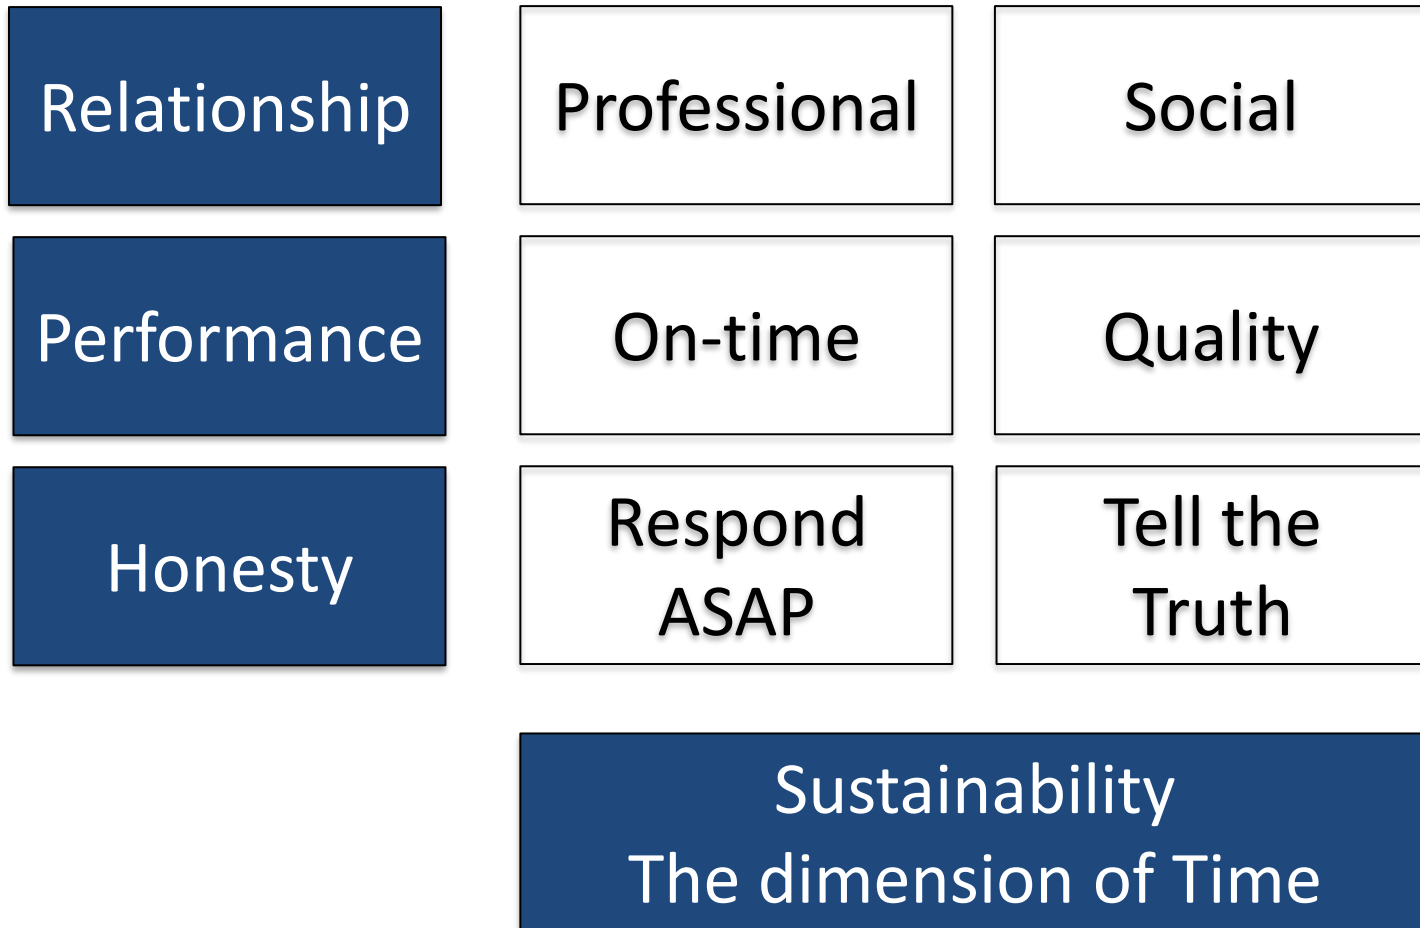 Relationship
Professional
Social
Performance
On-time
Quality
Honesty
Respond
ASAP
Tell the
Truth
Sustainability
The dimension of Time